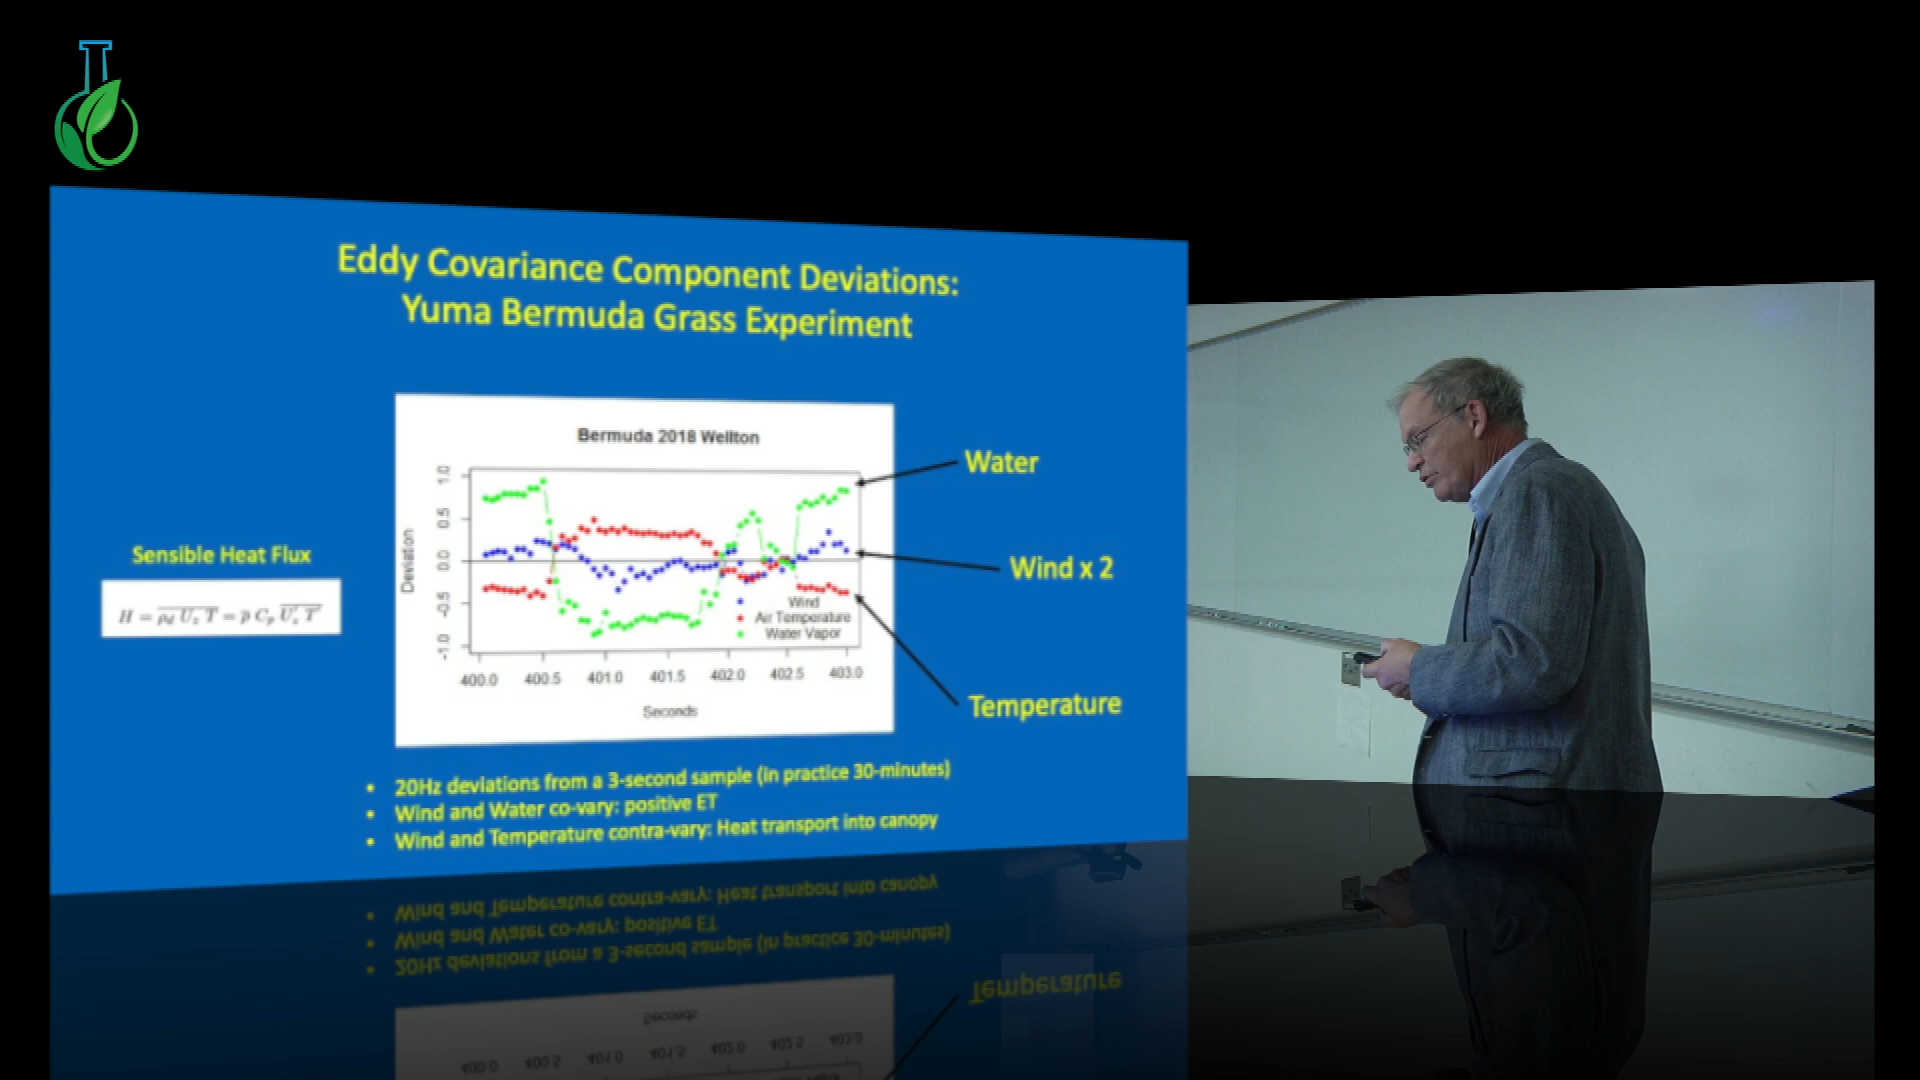 Eddy Covariance Component Deviations:
Yuma Bermuda Grass Experiment
Bermuda 2018 Wellton
Water
1.0
0.5
0.0
-0.5
-1.0
Deviation
Wind x 2
Sensible Heat Flux
H = ρd Uz T = ρ Cp U'z T'
Wind
Air Temperature
Water Vapor
400.0 400.5 401.0 401.5 402.0 402.5 403.0
Seconds
Temperature
• 20Hz deviations from a 3-second sample (in practice 30-minutes)
• Wind and Water co-vary: positive ET
• Wind and Temperature contra-vary: Heat transport into canopy